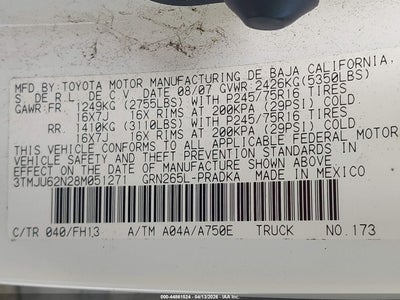 MFD.BY:TOYOTA MOTOR MANUFACTURING DE BAJA CALIFORNIA,
S. DE R.L. DE C.V. DATE 08/07 GVWR 2426KG(5350LBS)
GAWR: FR. 1249KG (2755LBS) WITH P245/75R16 TIRES
16X7J 16X RIMS AT 200KPA (29PSI) COLD
RR. 1410KG (3110LBS) WITH P245/75R16 TIRES
16X7J 16X RIMS AT 200KPA (29PSI) COLD
THIS VEHICLE CONFORMS TO ALL APPLICABLE FEDERAL MOTOR
VEHICLE SAFETY AND BUMPER STANDARDS IN
EFFECT ON THE DATE OF MANUFACTURE SHOWN ABOVE.
3TMJU62N28M051271 GRN265L-PRADKA MADE IN MEXICO
C/TR 040/FH13 A/TM A04A/A750E TRUCK NO.173
000-44881524 - 04/13/2026 - IAA Inc.